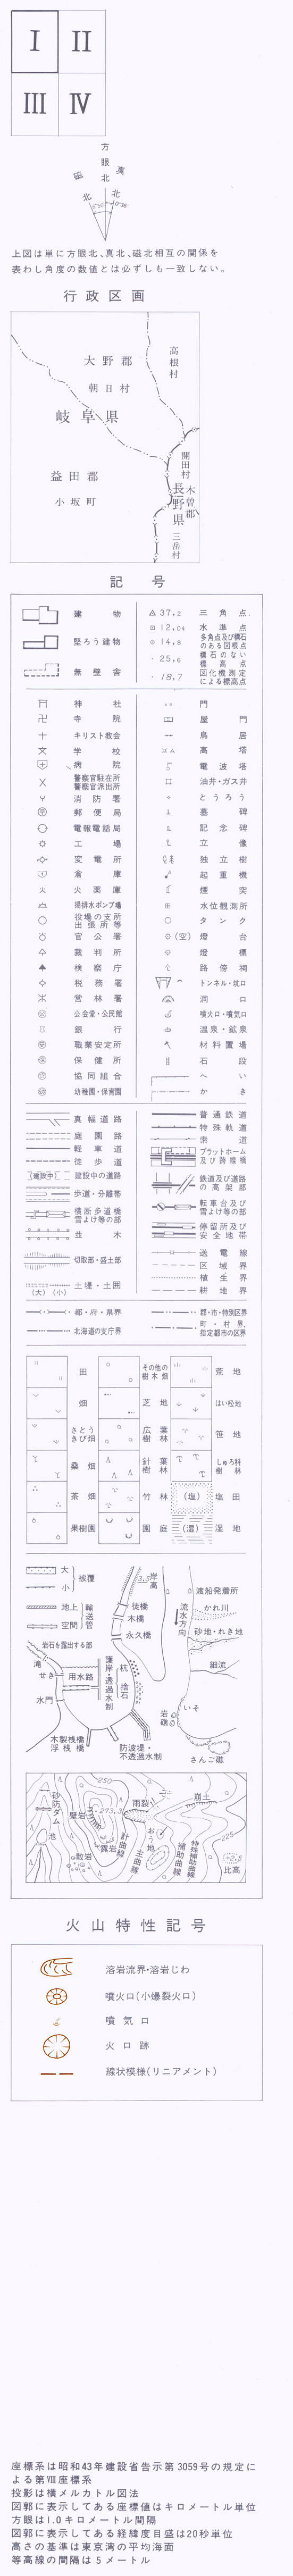 I II
III IV
方眼北
磁北
真北
上図は単に方眼北、真北、磁北相互の関係を
表わし角度の数値とは必ずしも一致しない。
行政区画
大野郡
高根村
朝日村
岐阜県
開田村
益田郡
長野県
木曽郡
小坂町
三岳村
記号
建物
△37.2 三角点
⊡12.04 水準点
堅ろう建物
14.8 多角点及び標石のある図根点
・25.6 標石のない標高点
無壁舎
・18.7 図化機測定による標高点
神社 門
寺院 屋門
キリスト教会 鳥居
学校 高塔
病院 電波塔
警察官駐在所
警察官派出所
油井・ガス井
消防署 とうろう
郵便局 墓碑
電報電話局 記念碑
工場 立像
変電所 独立樹
倉庫 起重機
火薬庫 煙突
揚排水ポンプ場 水位観測所
役場の支所
出張所等
タンク
官公署 (空) 燈台
裁判所 燈標
検察庁 路傍祠
税務署 トンネル・坑口
営林署 洞口
公会堂・公民館 噴火口・噴気口
銀行 温泉・鉱泉
職業安定所 材料置場
保健所 石段
協同組合 へい
幼稚園・保育園 かき
真幅道路 普通鉄道
庭園路 特殊軌道
軽車道 索道
徒歩道 プラットホーム及び跨線橋
建設中 建設中の道路
鉄道及び道路の高架部
歩道・分離帯
横断歩道橋
雪よけ等の部
転車台及び
雪よけ等の部
並木
停留所及び
安全地帯
送電線
切取部・盛土部 区域界
植生界
(大) (小) 土堤・土囲 耕地界
都・府・県界 郡・市・特別区界
北海道の支庁界
町・村界、
指定都市の区界
田 その他の樹木畑 荒地
畑 芝地 はい松地
さとうきび畑 広葉樹林 笹地
桑畑 針葉樹林 しゅろ科樹林
茶畑 竹林 (塩) 塩田
果樹園 園庭 (湿) 湿地
大
小
被覆
地上
空間
輸送管
3.5 岸高
渡船発着所
徒橋
木橋
永久橋
流水方向
かれ川
砂地・れき地
岩石を露出する部
滝
せき
用水路
護岸・透過水制
杭
捨石
細流
水門
岩礁
いそ
木製桟橋
浮桟橋
防波堤・
不透過水制
さんご礁
250
273.3
砂防ダム
壁岩
雨裂
崩土
池
散岩
露岩
計曲線
主曲線
おう地
補助曲線
特殊補助曲線
225
+2.5
比高
火山特性記号
溶岩流界・溶岩じわ
噴火口(小爆裂火口)
噴気口
火口跡
線状模様(リニアメント)
座標系は昭和43年建設省告示第3059号の規定に
よる第Ⅷ座標系
投影は横メルカトル図法
図郭に表示してある座標値はキロメートル単位
方眼は1.0キロメートル間隔
図郭に表示してある経緯度目盛は20秒単位
高さの基準は東京湾の平均海面
等高線の間隔は5メートル